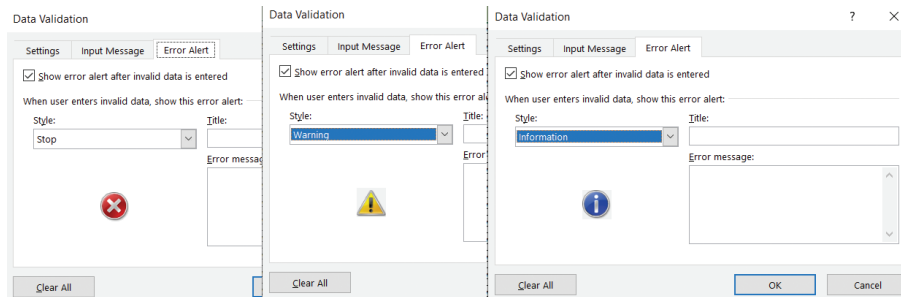 Data Validation
Settings Input Message Error Alert
Show error alert after invalid data is entered
When user enters invalid data, show this error alert:
Style: Title:
Stop
Error
Clear All
Data Validation
Settings Input Message Error Alert
Show error alert after invalid data is entered
When user enters invalid data, show this error
Style: Title:
Warning
Error
Clear All
Data Validation ? ×
Settings Input Message Error Alert
Show error alert after invalid data is entered
When user enters invalid data, show this error alert:
Style: Title:
Information
Error message:
Clear All OK Cancel